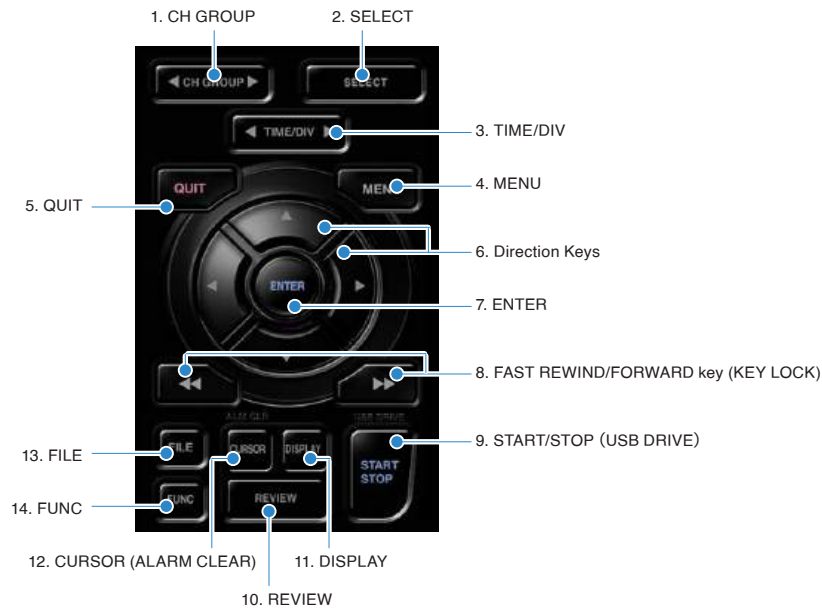 1. CH GROUP
2. SELECT
◀ CH GROUP ▶
SELECT
◀ TIME/DIV ▶
3. TIME/DIV
QUIT
MENU
4. MENU
5. QUIT
6. Direction Keys
ENTER
7. ENTER
8. FAST REWIND/FORWARD key (KEY LOCK)
ALM CLR
USB DRIVE
FILE
CURSOR
DISPLAY
START
STOP
9. START/STOP（USB DRIVE）
13. FILE
FUNC
REVIEW
14. FUNC
12. CURSOR (ALARM CLEAR)
11. DISPLAY
10. REVIEW